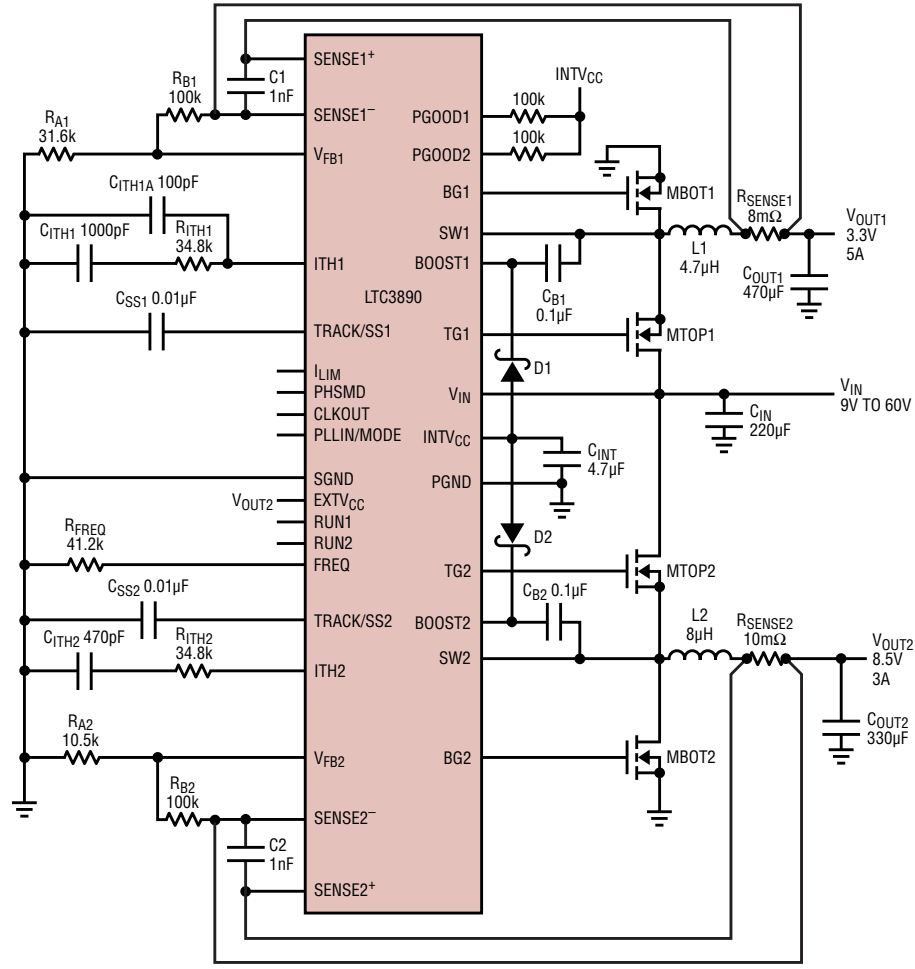 SENSE1+
C1
1nF
RB1
100k
SENSE1−
RA1
31.6k
VFB1
CITH1A 100pF
CITH1 1000pF
RITH1
34.8k
ITH1
LTC3890
CSS1 0.01µF
TRACK/SS1
ILIM
PHSMD
CLKOUT
PLLIN/MODE
SGND
VOUT2
EXTVCC
RUN1
RUN2
RFREQ
41.2k
FREQ
CSS2 0.01µF
TRACK/SS2
CITH2 470pF
RITH2
34.8k
ITH2
RA2
10.5k
VFB2
RB2
100k
SENSE2−
C2
1nF
SENSE2+
INTVCC
100k
PGOOD1
100k
PGOOD2
BG1
MBOT1
SW1
L1
4.7µH
RSENSE1
8mΩ
VOUT1
3.3V
5A
COUT1
470µF
BOOST1
CB1
0.1µF
TG1
MTOP1
D1
VIN
VIN
9V TO 60V
CIN
220µF
INTVCC
CINT
4.7µF
PGND
D2
TG2
MTOP2
CB2 0.1µF
BOOST2
L2
8µH
RSENSE2
10mΩ
SW2
VOUT2
8.5V
3A
COUT2
330µF
BG2
MBOT2